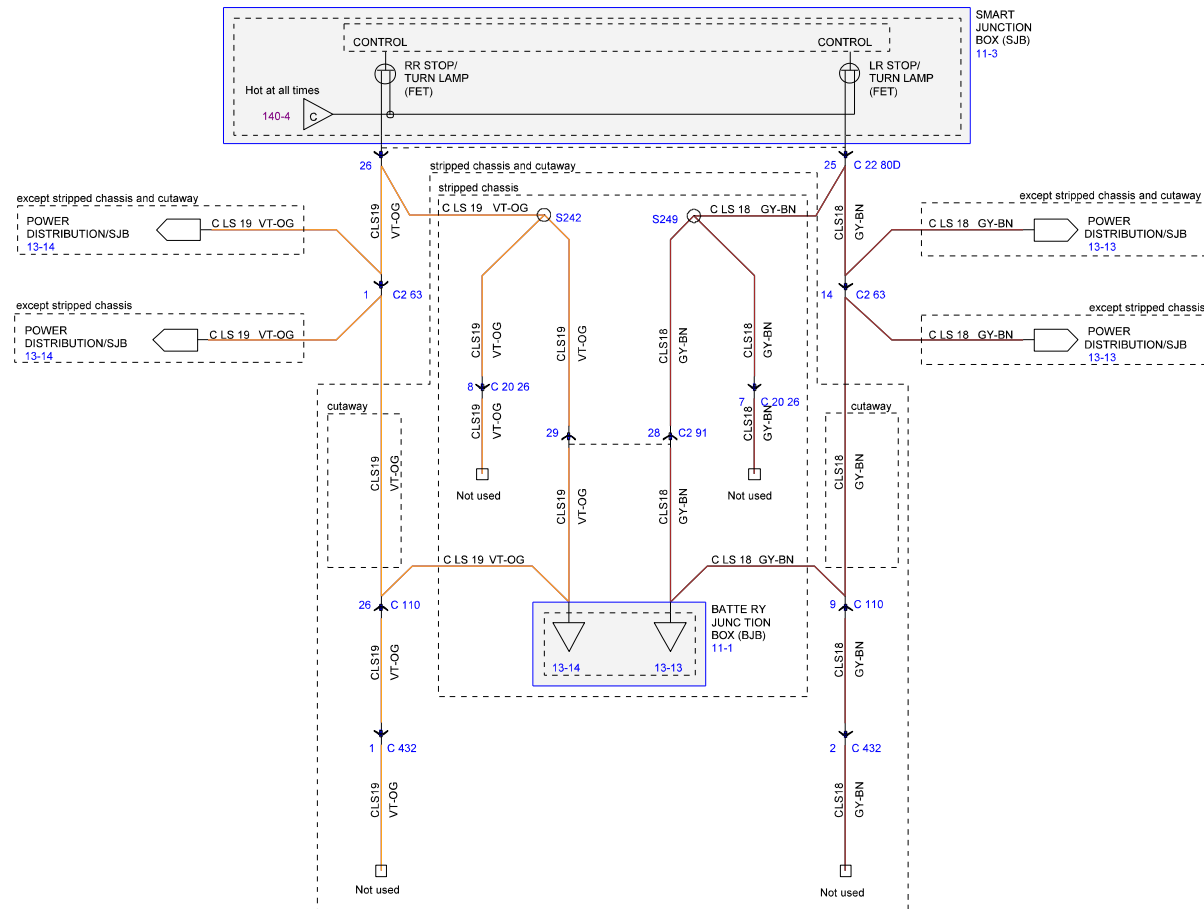 SMART
JUNCTION
BOX (SJB)
11-3
CONTROL
CONTROL
RR STOP/
TURN LAMP
(FET)
LR STOP/
TURN LAMP
(FET)
Hot at all times
140-4
C
26
25
C 22 80D
stripped chassis and cutaway
stripped chassis
except stripped chassis and cutaway
POWER
DISTRIBUTION/SJB
13-14
C LS 19 VT-OG
CLS19
VT-OG
C LS 19 VT-OG
S242
S249
C LS 18 GY-BN
CLS18
GY-BN
C LS 18 GY-BN
except stripped chassis and cutaway
POWER
DISTRIBUTION/SJB
13-13
1
C2 63
14
C2 63
except stripped chassis
POWER
DISTRIBUTION/SJB
13-14
C LS 19 VT-OG
except stripped chassis
C LS 18 GY-BN
POWER
DISTRIBUTION/SJB
13-13
CLS19
VT-OG
CLS19
VT-OG
CLS18
GY-BN
CLS18
GY-BN
8
C 20 26
7
C 20 26
CLS19
VT-OG
CLS18
GY-BN
cutaway
cutaway
29
28
C2 91
CLS19
VT-OG
CLS18
GY-BN
Not used
Not used
CLS19
VT-OG
CLS18
GY-BN
C LS 19 VT-OG
C LS 18 GY-BN
26
C 110
9
C 110
BATTE RY
JUNC TION
BOX (BJB)
11-1
13-14
13-13
CLS19
VT-OG
CLS18
GY-BN
1
C 432
2
C 432
CLS19
VT-OG
CLS18
GY-BN
Not used
Not used